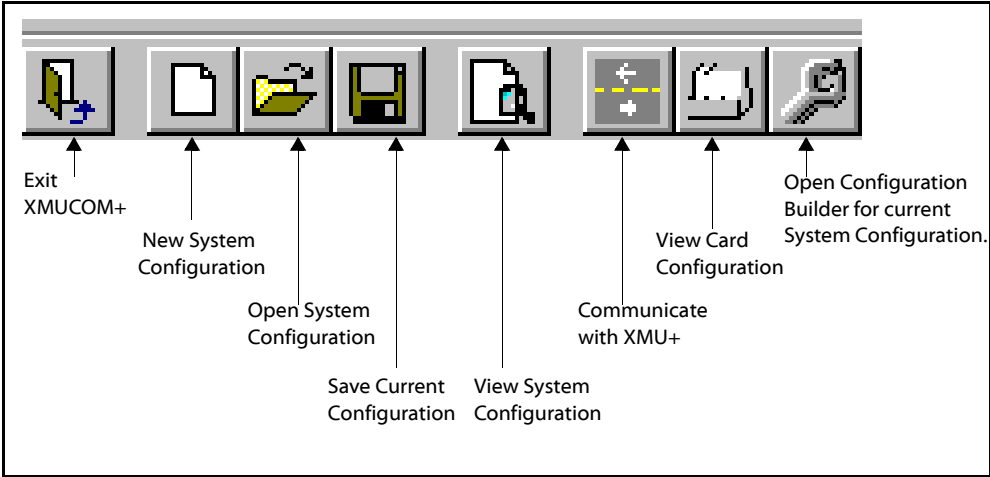 Exit
XMUCOM+
New System
Configuration
Open System
Configuration
Save Current
Configuration
View System
Configuration
Communicate
with XMU+
View Card
Configuration
Open Configuration
Builder for current
System Configuration.